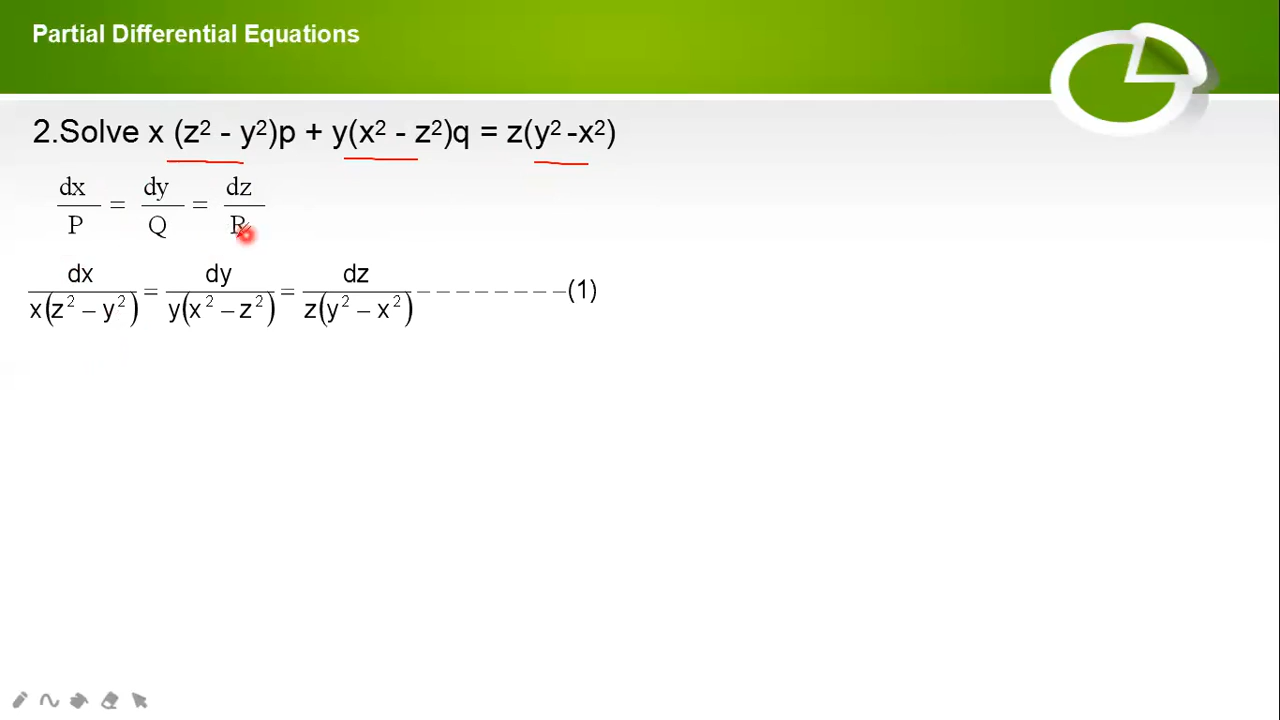 Partial Differential Equations
2.Solve x (z² - y²)p + y(x² - z²)q = z(y² -x²)
dx/P = dy/Q = dz/R
dx/x(z² – y²) = dy/y(x² – z²) = dz/z(y² – x²) – – – – – – – –(1)